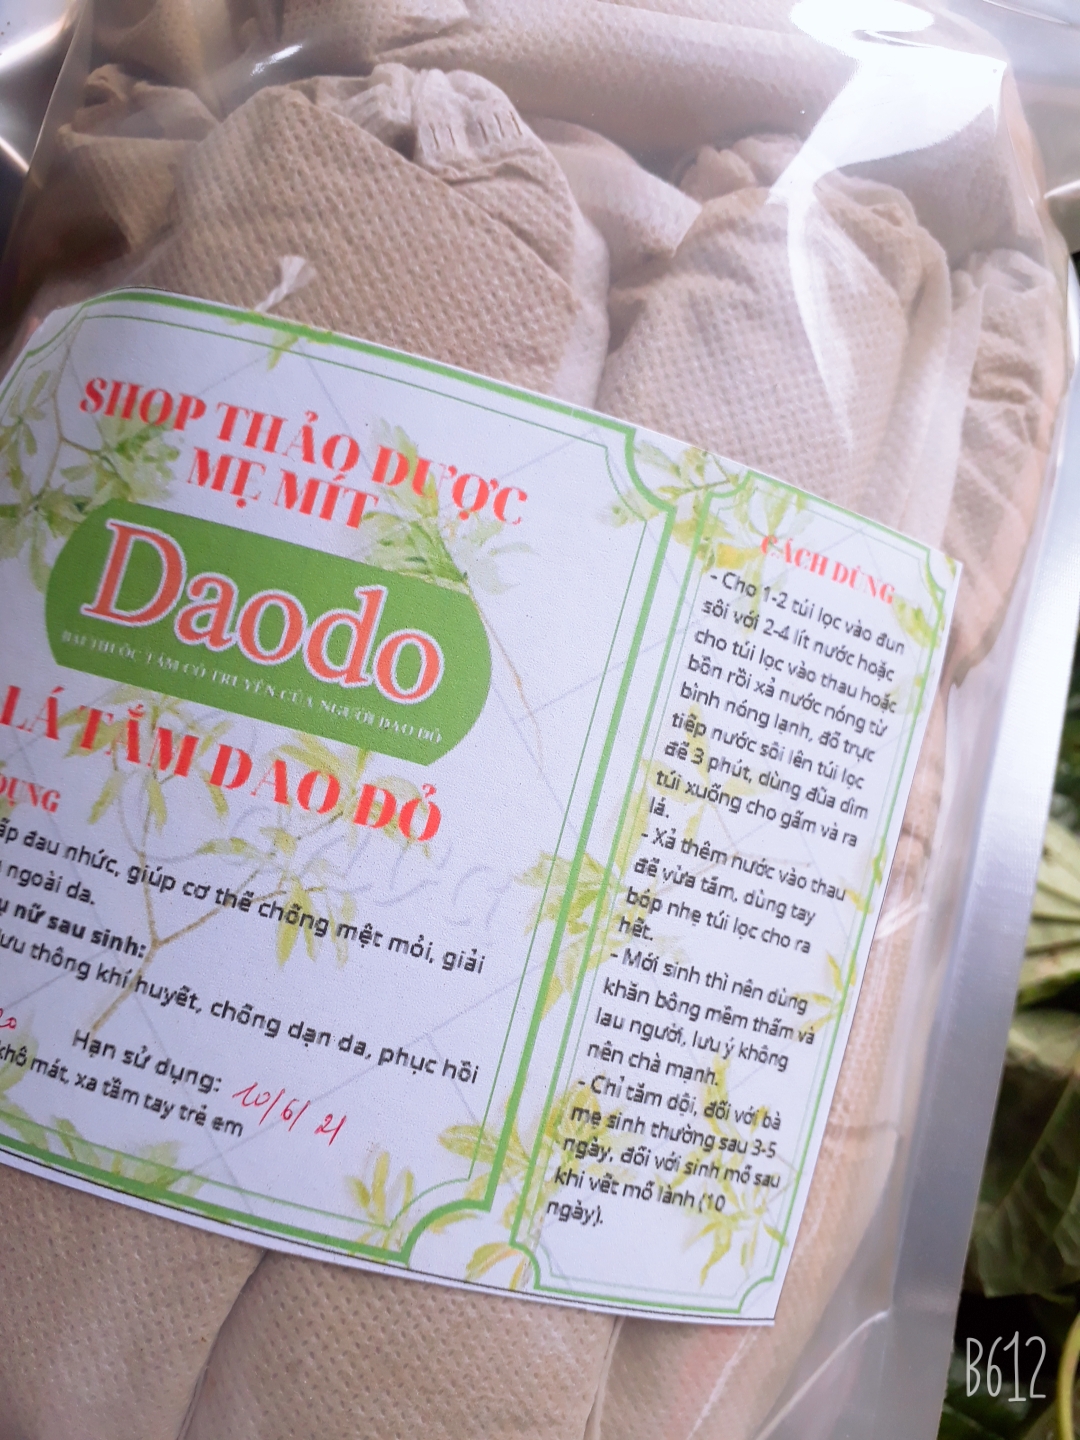 SHOP THẢO DƯỢC
MẸ MÍT
Daodo
BÀI THUỐC TẮM CỔ TRUYỀN CỦA NGƯỜI DAO ĐỎ
LÁ TẮM DAO ĐỎ
DỤNG
đau nhức, giúp cơ thể chống mệt mỏi, giải
ngoài da.
nữ sau sinh:
thông khí huyết, chống dạn da, phục hồi
Hạn sử dụng: 10/6/21
khô mát, xa tầm tay trẻ em
CÁCH DÙNG
- Cho 1-2 túi lọc vào đun
sôi với 2-4 lít nước hoặc
cho túi lọc vào thau hoặc
bồn rồi xả nước nóng từ
bình nóng lạnh, đổ trực
tiếp nước sôi lên túi lọc
để 3 phút, dùng đũa dìm
túi xuống cho gấm và ra
lá.
- Xả thêm nước vào thau
để vừa tắm, dùng tay
bóp nhẹ túi lọc cho ra
hết.
- Mới sinh thì nên dùng
khăn bông mềm thấm và
lau người, lưu ý không
nên chà mạnh.
- Chỉ tắm dội, đối với bà
mẹ sinh thường sau 3-5
ngày, đối với sinh mổ sau
khi vết mổ lành (10
ngày).
B612